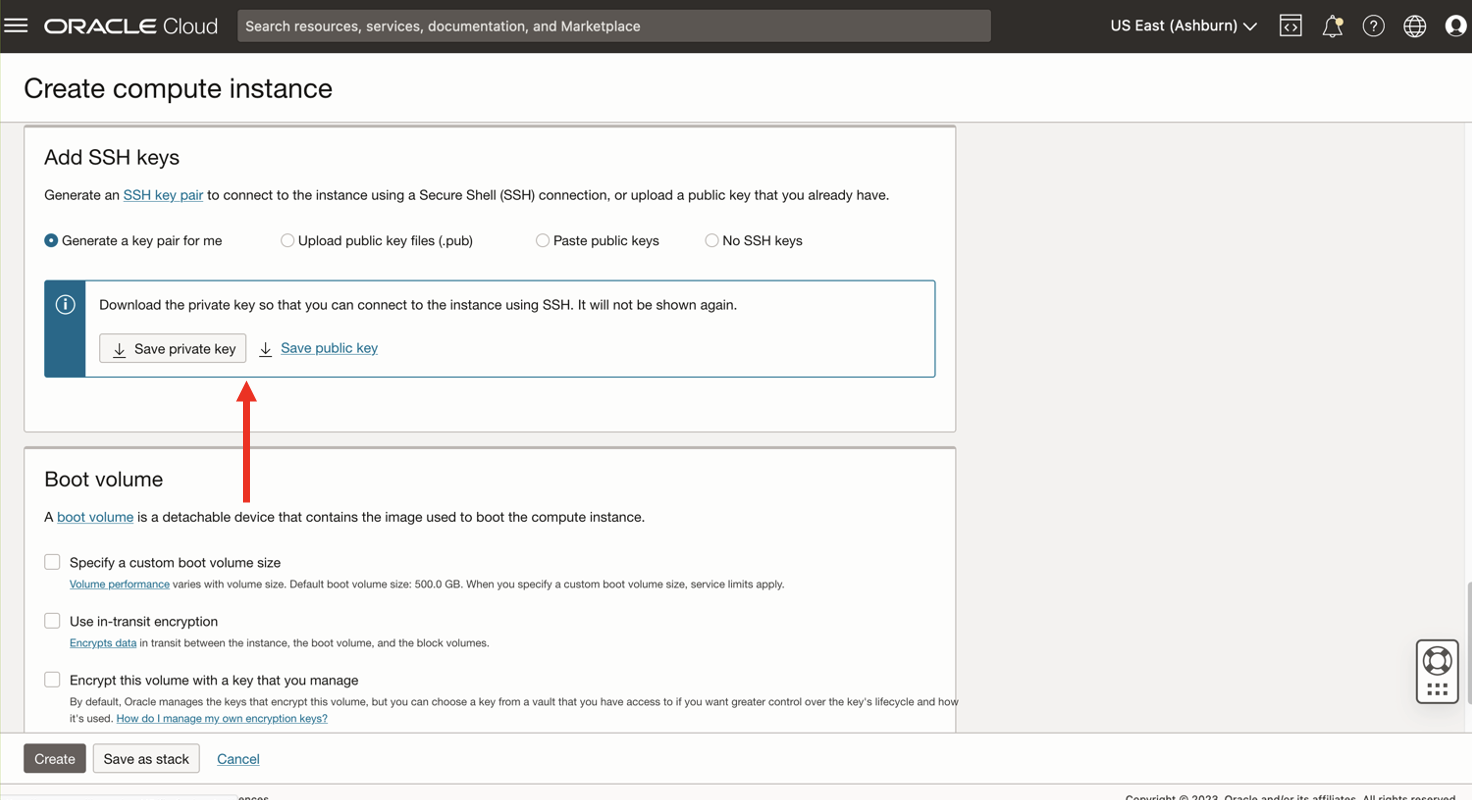 ORACLE Cloud
Search resources, services, documentation, and Marketplace
US East (Ashburn)
Create compute instance
Add SSH keys
Generate an SSH key pair to connect to the instance using a Secure Shell (SSH) connection, or upload a public key that you already have.
Generate a key pair for me
Upload public key files (.pub)
Paste public keys
No SSH keys
Download the private key so that you can connect to the instance using SSH. It will not be shown again.
Save private key
Save public key
Boot volume
A boot volume is a detachable device that contains the image used to boot the compute instance.
Specify a custom boot volume size
Volume performance varies with volume size. Default boot volume size: 500.0 GB. When you specify a custom boot volume size, service limits apply.
Use in-transit encryption
Encrypts data in transit between the instance, the boot volume, and the block volumes.
Encrypt this volume with a key that you manage
By default, Oracle manages the keys that encrypt this volume, but you can choose a key from a vault that you have access to if you want greater control over the key's lifecycle and how
it's used. How do I manage my own encryption keys?
Create
Save as stack
Cancel
Copyright © 2023, Oracle and/or its affiliates. All rights reserved.